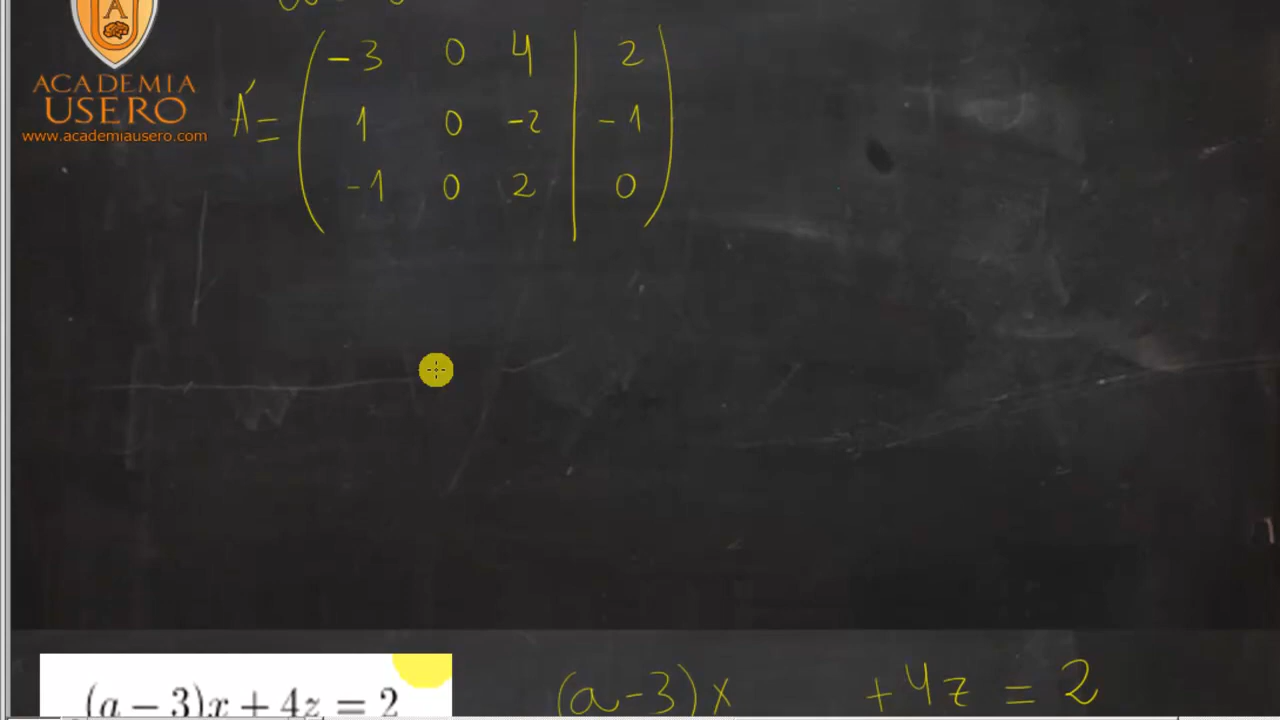 ACADEMIA
USERO
www.academiausero.com
A' = ( -3 0 4 | 2
1 0 -2 | -1
-1 0 2 | 0 )
(a − 3)x + 4z = 2
(a-3)x +4z = 2